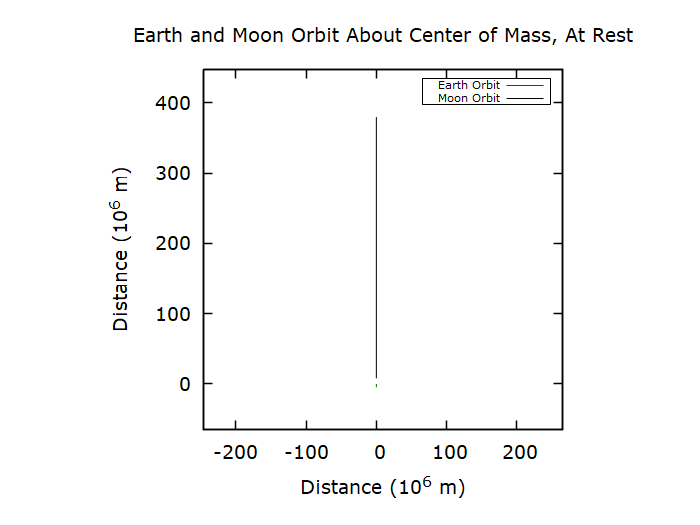 Earth and Moon Orbit About Center of Mass, At Rest
Earth Orbit
Moon Orbit
400
300
200
100
0
Distance (10⁶ m)
-200 -100 0 100 200
Distance (10⁶ m)